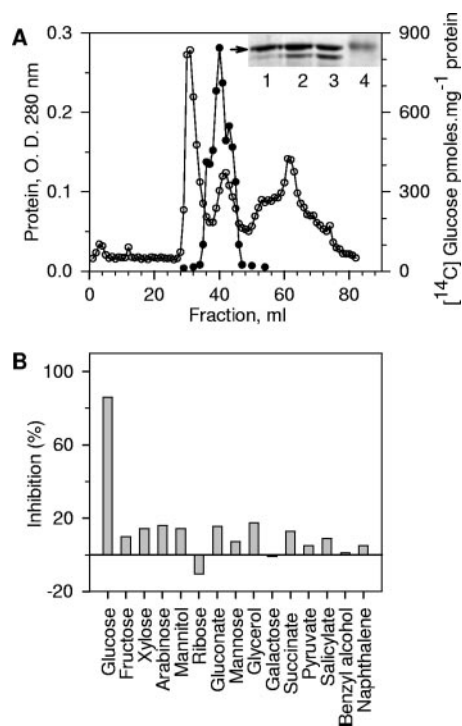 A
Protein, O. D. 280 nm
0.3
0.2
0.1
0.0
1 2 3 4
900
600
300
0
[14C] Glucose pmoles.mg-1 protein
0 20 40 60 80
Fraction, ml
B
Inhibition (%)
100
60
20
-20
Glucose
Fructose
Xylose
Arabinose
Mannitol
Ribose
Gluconate
Mannose
Glycerol
Galactose
Succinate
Pyruvate
Salicylate
Benzyl alcohol
Naphthalene